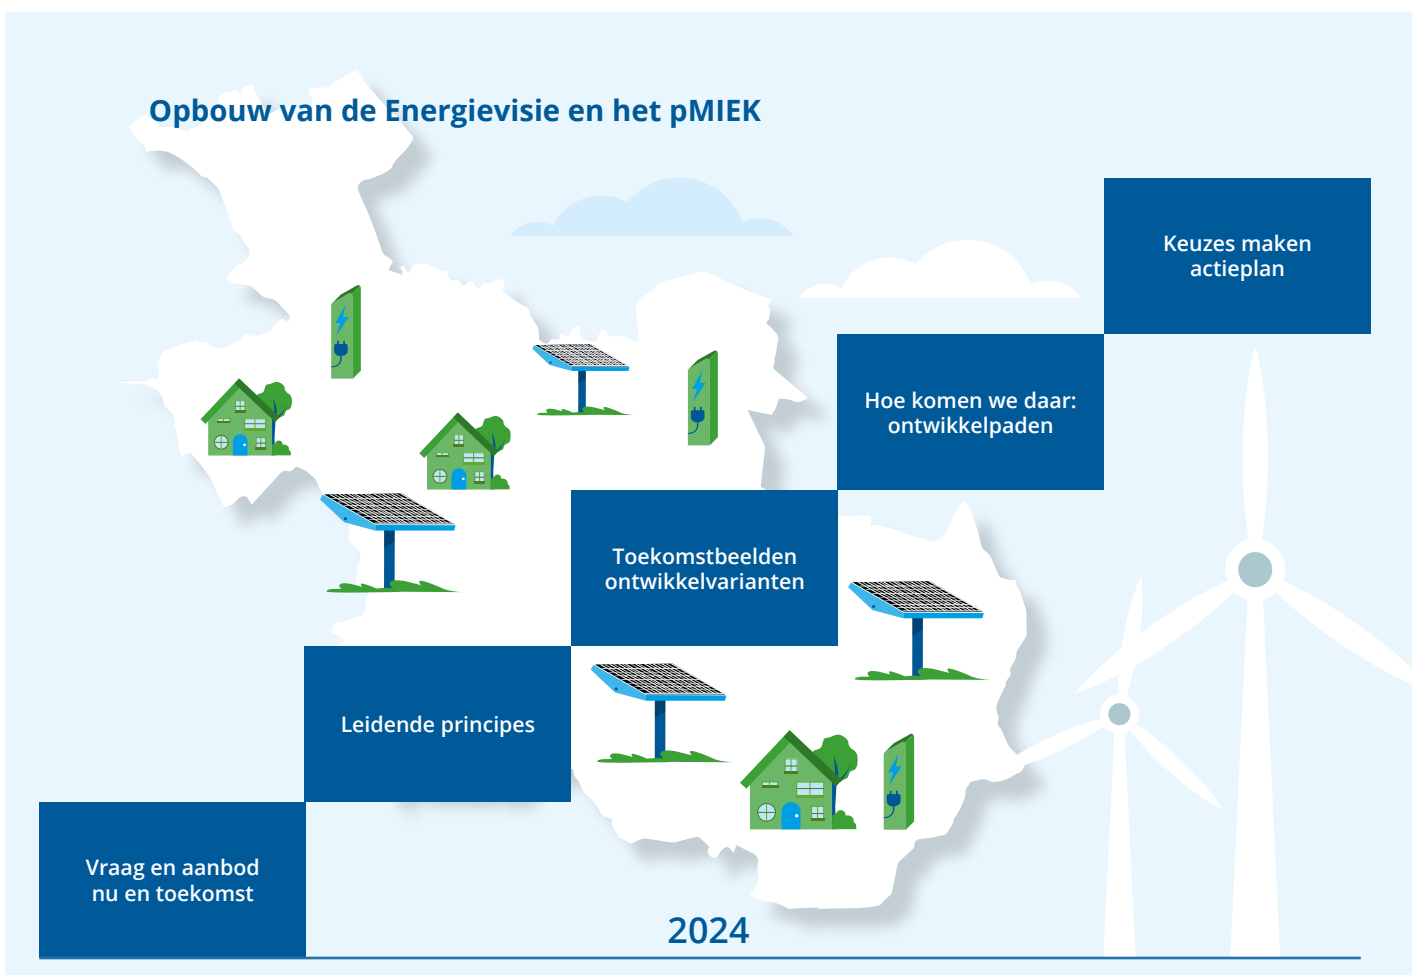 Opbouw van de Energievisie en het pMIEK
Keuzes maken
actieplan
Hoe komen we daar:
ontwikkelpaden
Toekomstbeelden
ontwikkelvarianten
Leidende principes
Vraag en aanbod
nu en toekomst
2024